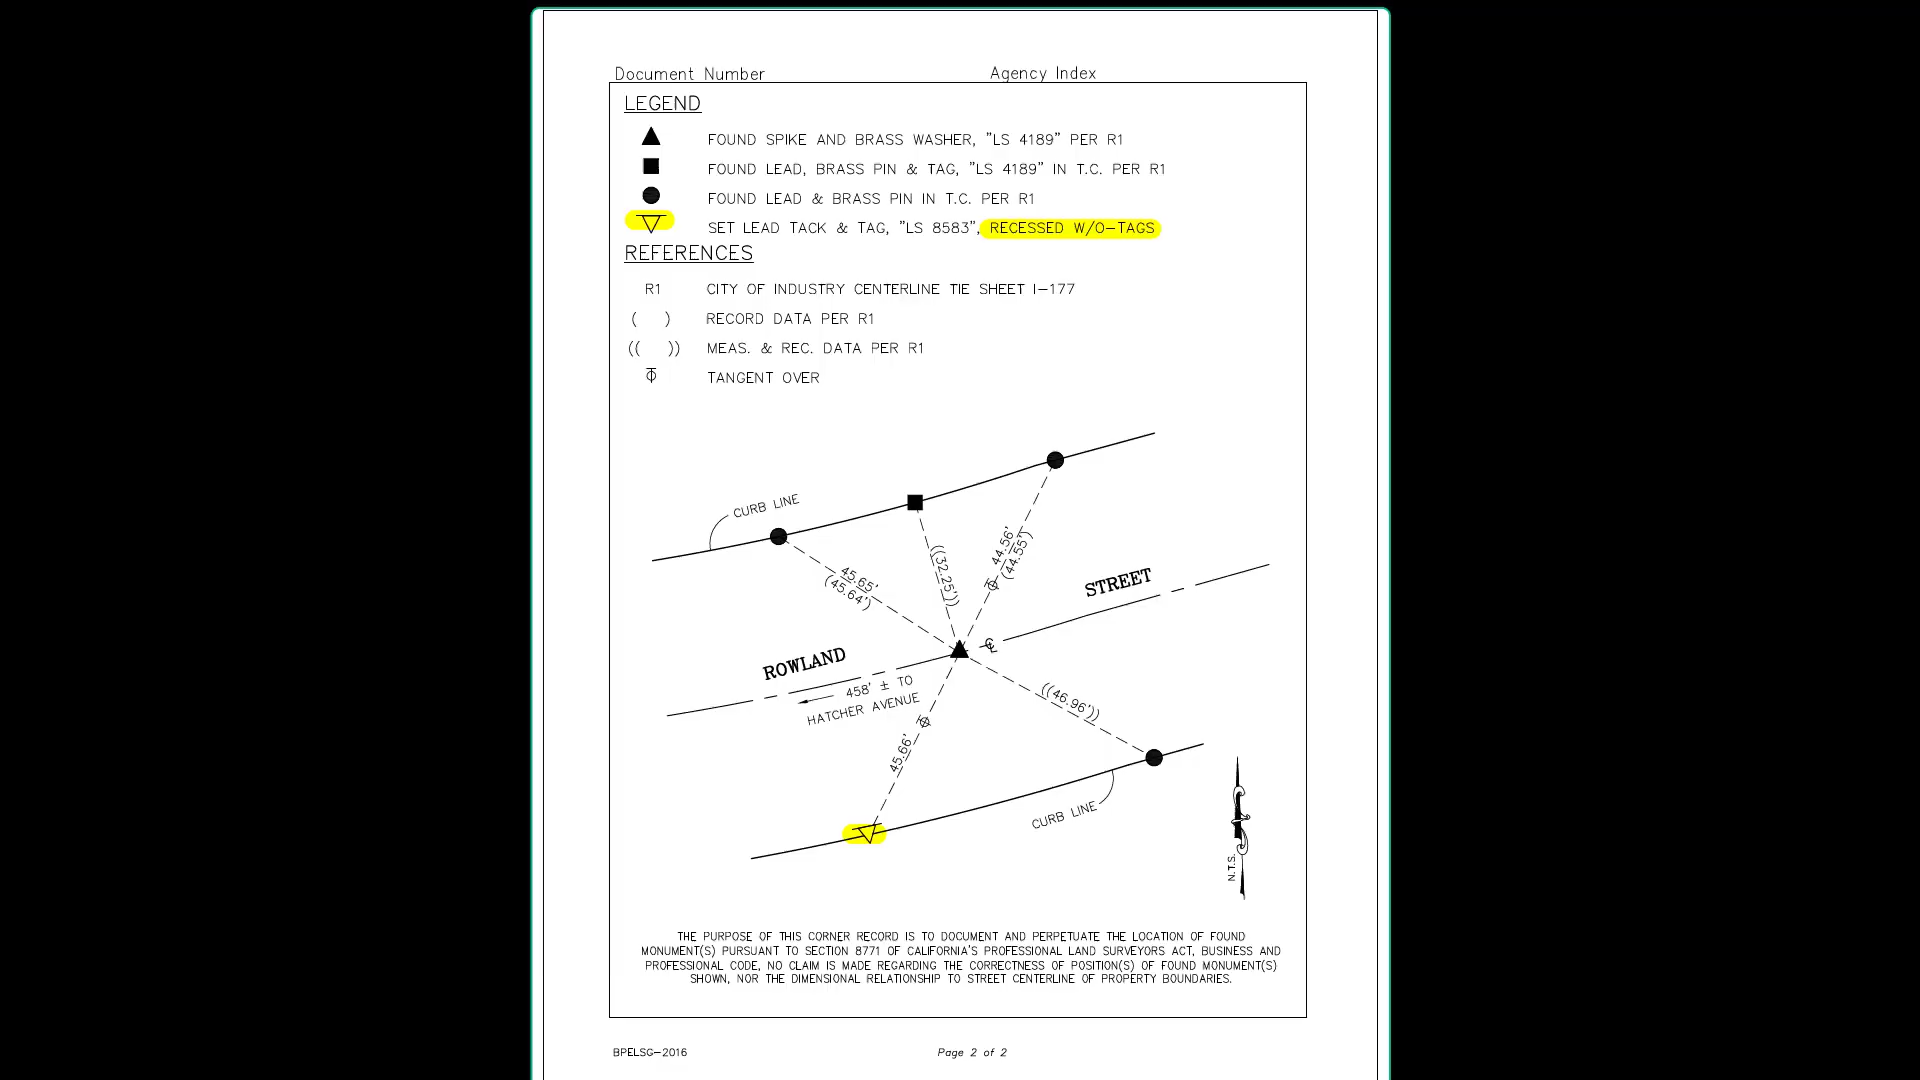 Document Number
Agency Index
LEGEND
FOUND SPIKE AND BRASS WASHER, "LS 4189" PER R1
FOUND LEAD, BRASS PIN & TAG, "LS 4189" IN T.C. PER R1
FOUND LEAD & BRASS PIN IN T.C. PER R1
SET LEAD TACK & TAG, "LS 8583", RECESSED W/O-TAGS
REFERENCES
R1 CITY OF INDUSTRY CENTERLINE TIE SHEET I-177
( ) RECORD DATA PER R1
(( )) MEAS. & REC. DATA PER R1
TANGENT OVER
CURB LINE
45.65'
(45.64')
((32.25'))
44.56'
(44.55')
STREET
ROWLAND
℄
458' ± TO
HATCHER AVENUE
((46.96'))
45.66'
CURB LINE
N.T.S.
THE PURPOSE OF THIS CORNER RECORD IS TO DOCUMENT AND PERPETUATE THE LOCATION OF FOUND
MONUMENT(S) PURSUANT TO SECTION 8771 OF CALIFORNIA'S PROFESSIONAL LAND SURVEYORS ACT, BUSINESS AND
PROFESSIONAL CODE, NO CLAIM IS MADE REGARDING THE CORRECTNESS OF POSITION(S) OF FOUND MONUMENT(S)
SHOWN, NOR THE DIMENSIONAL RELATIONSHIP TO STREET CENTERLINE OF PROPERTY BOUNDARIES.
BPELSG-2016
Page 2 of 2